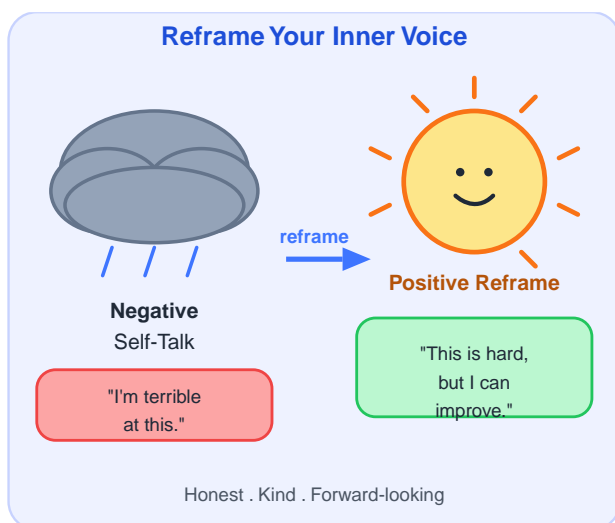 Reframe Your Inner Voice
reframe
Negative
Self-Talk
"I'm terrible
at this."
Positive Reframe
"This is hard,
but I can
improve."
Honest . Kind . Forward-looking